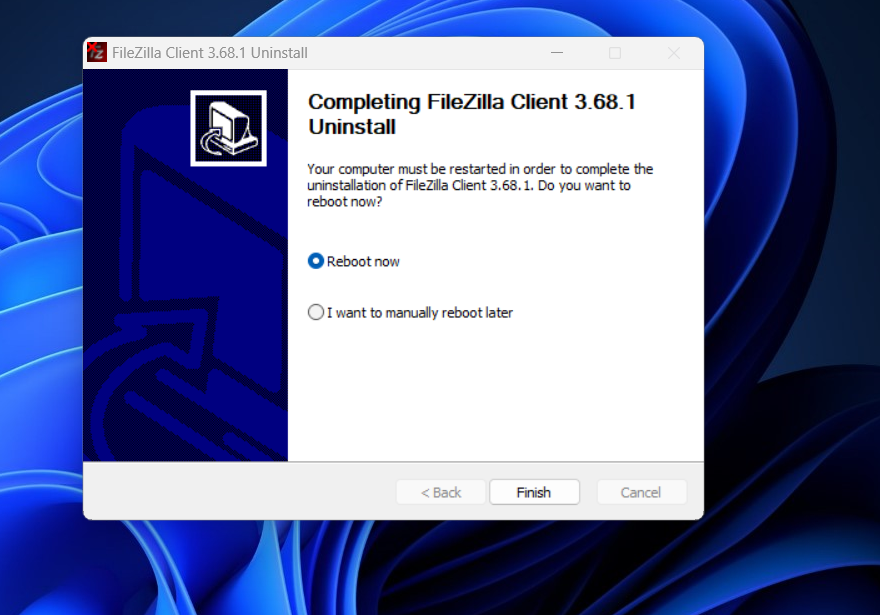 FileZilla Client 3.68.1 Uninstall
Completing FileZilla Client 3.68.1
Uninstall
Your computer must be restarted in order to complete the
uninstallation of FileZilla Client 3.68.1. Do you want to
reboot now?
Reboot now
I want to manually reboot later
< Back
Finish
Cancel